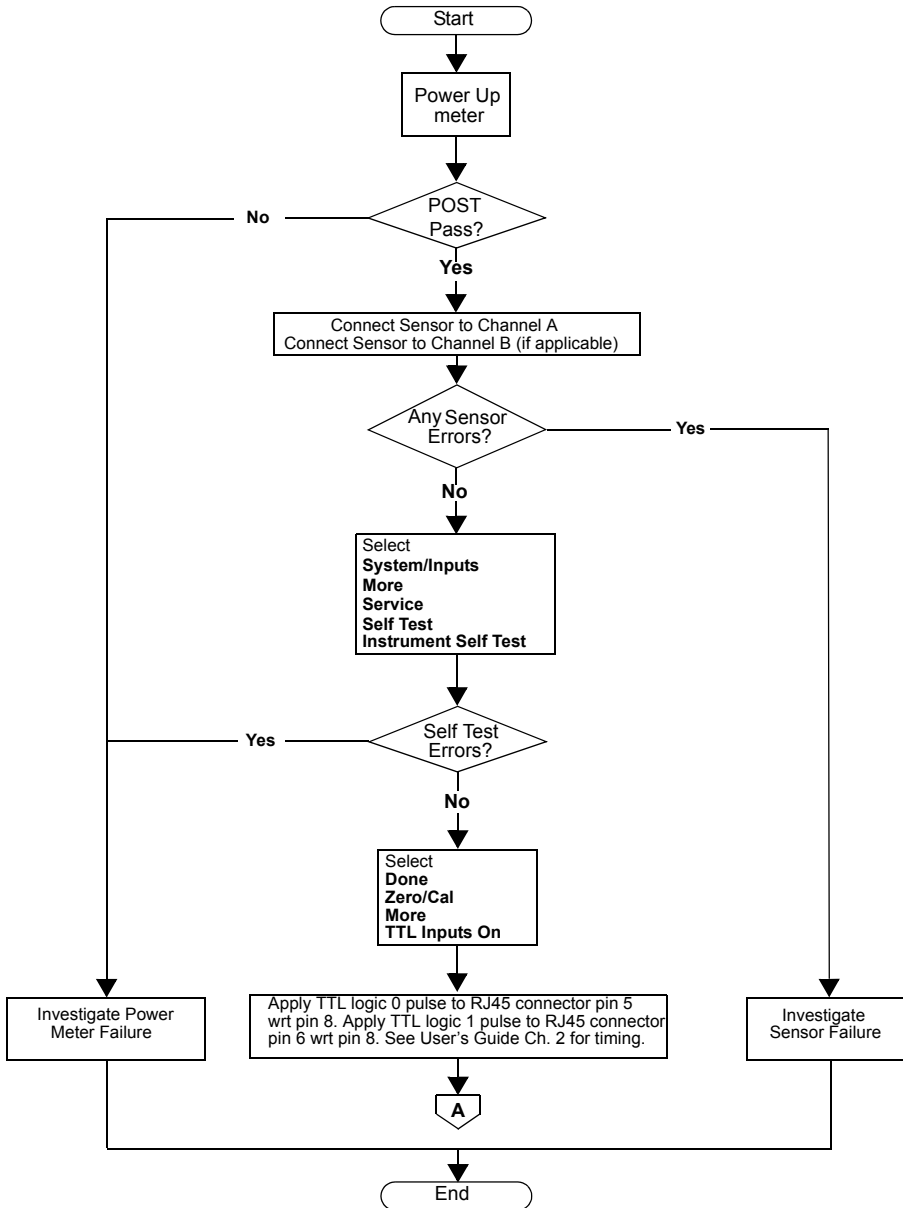 Start
Power Up
meter
POST
Pass?
No
Yes
Connect Sensor to Channel A
Connect Sensor to Channel B (if applicable)
Any Sensor
Errors?
Yes
No
Select
System/Inputs
More
Service
Self Test
Instrument Self Test
Self Test
Errors?
Yes
No
Select
Done
Zero/Cal
More
TTL Inputs On
Investigate Power
Meter Failure
Apply TTL logic 0 pulse to RJ45 connector pin 5
wrt pin 8. Apply TTL logic 1 pulse to RJ45 connector
pin 6 wrt pin 8. See User's Guide Ch. 2 for timing.
Investigate
Sensor Failure
A
End